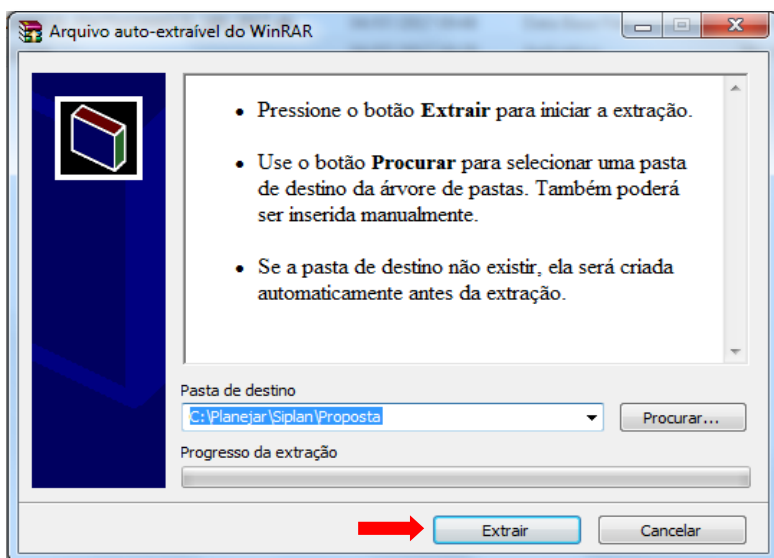 Arquivo auto-extraível do WinRAR
• Pressione o botão Extrair para iniciar a extração.
• Use o botão Procurar para selecionar uma pasta
de destino da árvore de pastas. Também poderá
ser inserida manualmente.
• Se a pasta de destino não existir, ela será criada
automaticamente antes da extração.
Pasta de destino
C:\Planejar\Siplan\Proposta
Procurar...
Progresso da extração
Extrair
Cancelar